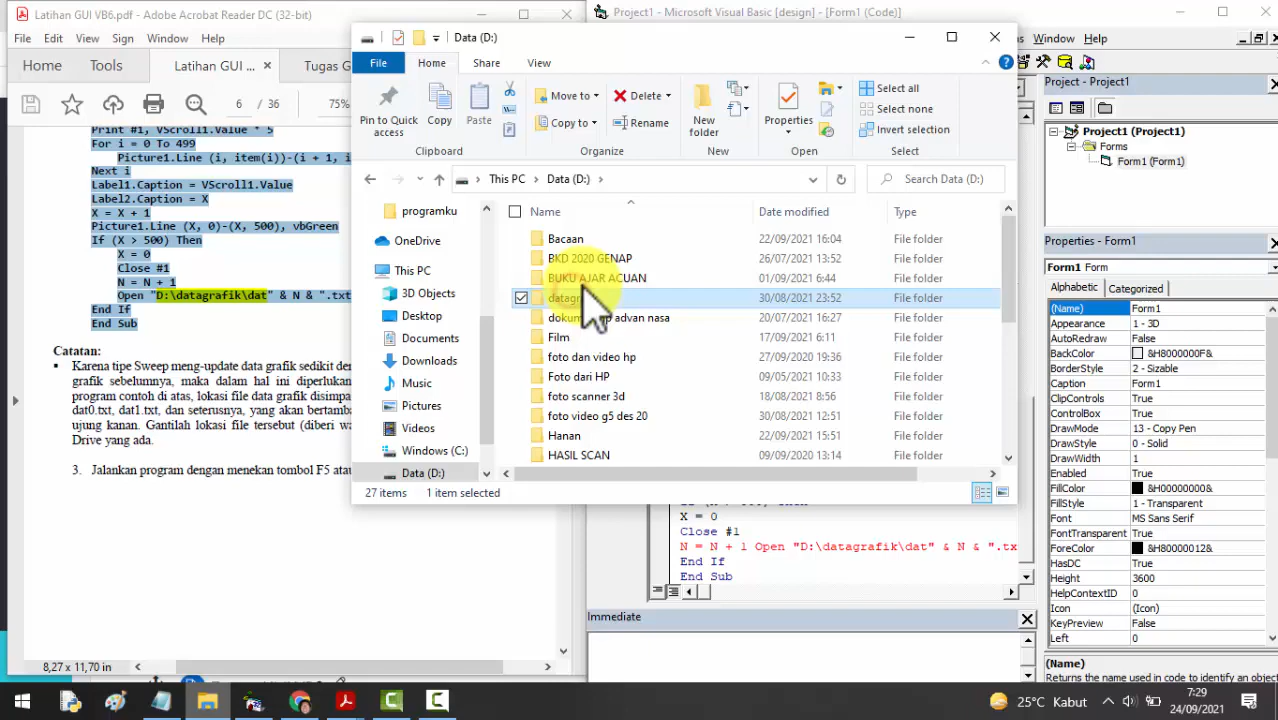 Latihan GUI VB6.pdf - Adobe Acrobat Reader DC (32-bit)
File Edit View Sign Window Help
Home Tools Latihan GUI ... Tugas G
6 / 36 75%
Print #1, VScroll1.Value * 5
For i = 0 To 499
Picture1.Line (i, item(i))-(i + 1, i
Next i
Label1.Caption = VScroll1.Value
Label2.Caption = X
X = X + 1
Picture1.Line (X, 0)-(X, 500), vbGreen
If (X > 500) Then
X = 0
Close #1
N = N + 1
Open "D:\datagrafik\dat" & N & ".txt
End If
End Sub
Catatan:
Karena tipe Sweep meng-update data grafik sedikit de
grafik sebelumnya, maka dalam hal ini diperlukan
program contoh di atas, lokasi file data grafik disimpa
dat0.txt, dat1.txt, dan seterusnya, yang akan bertamba
ujung kanan. Gantilah lokasi file tersebut (diberi wa
Drive yang ada.
3. Jalankan program dengan menekan tombol F5 atau
8,27 x 11,70 in
Data (D:)
File Home Share View
Pin to Quick access
Copy
Paste
Clipboard
Move to
Copy to
Delete
Rename
Organize
New folder
New
Properties
Open
Select all
Select none
Invert selection
Select
This PC Data (D:)
Search Data (D:)
programku
OneDrive
This PC
3D Objects
Desktop
Documents
Downloads
Music
Pictures
Videos
Windows (C:)
Data (D:)
Name Date modified Type
Bacaan 22/09/2021 16:04 File folder
BKD 2020 GENAP 26/07/2021 13:52 File folder
BUKU AJAR ACUAN 01/09/2021 6:44 File folder
datagr 30/08/2021 23:52 File folder
dokum p advan nasa 20/07/2021 16:27 File folder
Film 17/09/2021 6:11 File folder
foto dan video hp 27/09/2020 19:36 File folder
Foto dari HP 09/05/2021 10:33 File folder
foto scanner 3d 18/08/2021 8:56 File folder
foto video g5 des 20 30/08/2021 12:51 File folder
Hanan 22/09/2021 15:51 File folder
HASIL SCAN 09/09/2020 13:14 File folder
27 items 1 item selected
Project1 - Microsoft Visual Basic [design] - [Form1 (Code)]
Window Help
X = 0
Close #1
N = N + 1 Open "D:\datagrafik\dat" & N & ".tx
End If
End Sub
Immediate
Project - Project1
Project1 (Project1)
Forms
Form1 (Form1)
Properties - Form1
Form1 Form
Alphabetic Categorized
(Name) Form1
Appearance 1 - 3D
AutoRedraw False
BackColor &H8000000F&
BorderStyle 2 - Sizable
Caption Form1
ClipControls True
ControlBox True
DrawMode 13 - Copy Pen
DrawStyle 0 - Solid
DrawWidth 1
Enabled True
FillColor &H00000000&
FillStyle 1 - Transparent
Font MS Sans Serif
FontTransparent True
ForeColor &H80000012&
HasDC True
Height 3600
HelpContextID 0
Icon (Icon)
KeyPreview False
Left 0
(Name)
Returns the name used in code to identify an
25°C Kabut
7:29
24/09/2021